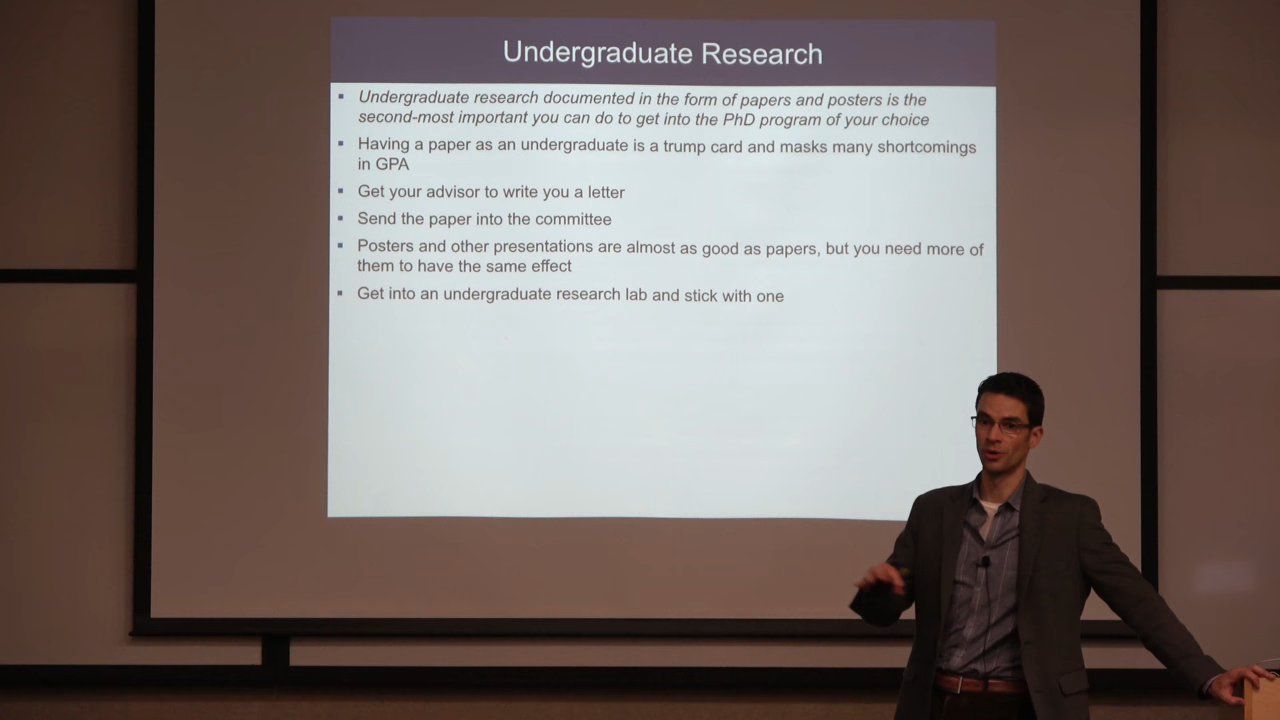 Undergraduate Research
Undergraduate research documented in the form of papers and posters is the
second-most important you can do to get into the PhD program of your choice
Having a paper as an undergraduate is a trump card and masks many shortcomings
in GPA
Get your advisor to write you a letter
Send the paper into the committee
Posters and other presentations are almost as good as papers, but you need more of
them to have the same effect
Get into an undergraduate research lab and stick with one